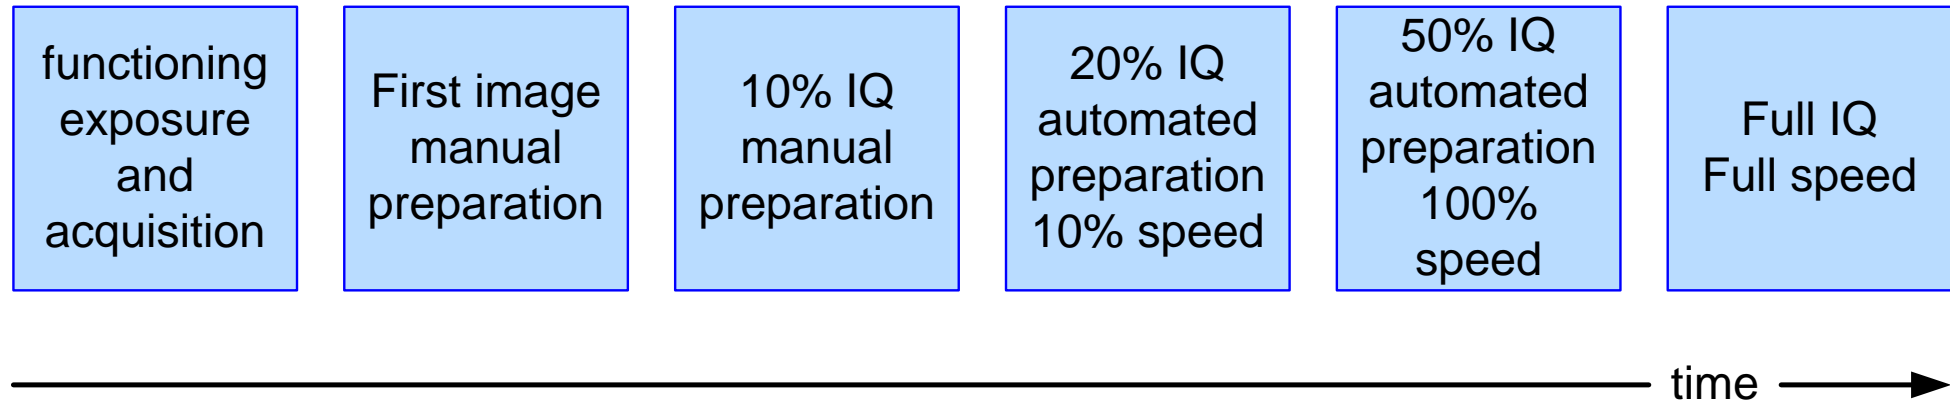 functioning
exposure
and
acquisition
First image
manual
preparation
10% IQ
manual
preparation
20% IQ
automated
preparation
10% speed
50% IQ
automated
preparation
100%
speed
Full IQ
Full speed
time